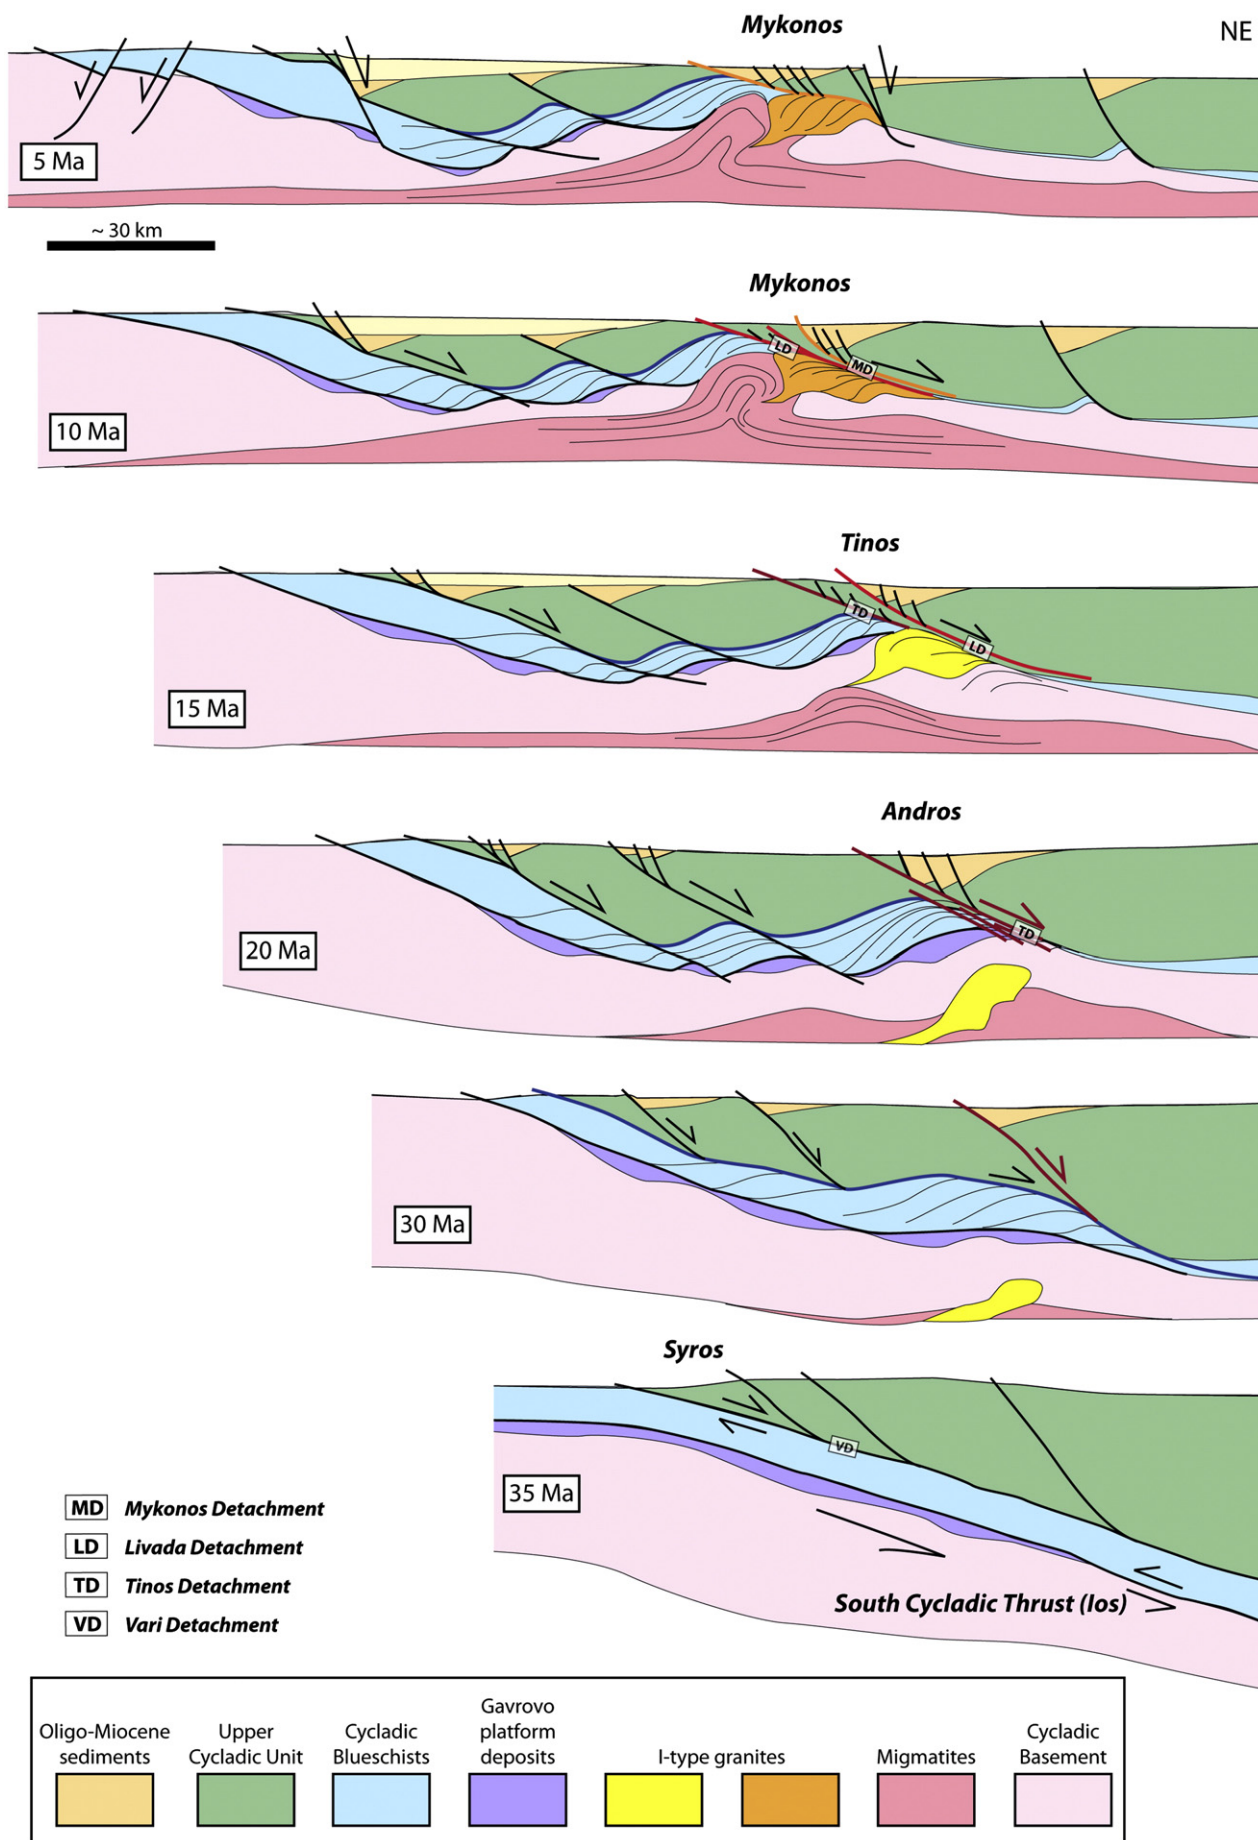 Mykonos
NE
5 Ma
~ 30 km
Mykonos
LD
MD
10 Ma
Tinos
TD
LD
15 Ma
Andros
TD
20 Ma
30 Ma
Syros
VD
35 Ma
South Cycladic Thrust (Ios)
MD Mykonos Detachment
LD Livada Detachment
TD Tinos Detachment
VD Vari Detachment
Oligo-Miocene
sediments
Upper
Cycladic Unit
Cycladic
Blueschists
Gavrovo
platform
deposits
I-type granites
Migmatites
Cycladic
Basement